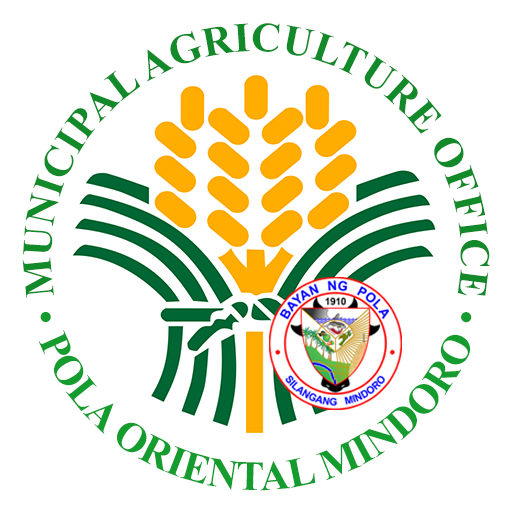 MUNICIPAL AGRICULTURE OFFICE
• POLA ORIENTAL MINDORO •
BAYAN NG POLA
1910
• SILANGANG MINDORO •